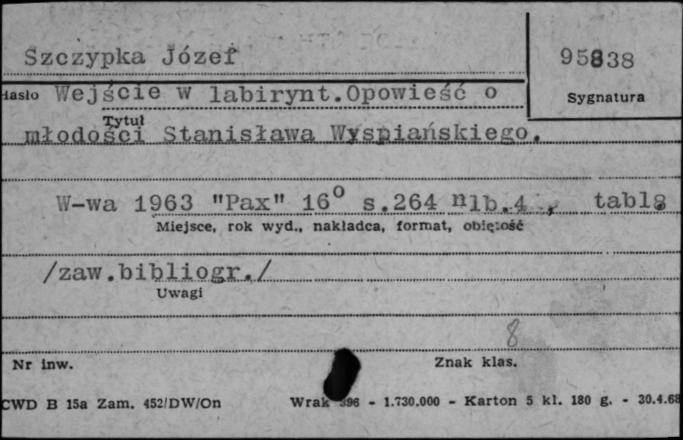 Szczypka Józef
95838
Hasło Wejście w labirynt.Opowieść o
Sygnatura
Tytuł
młodości Stanisława Wyspiańskiego.
W-wa 1963 "Pax" 16⁰ s.264 nlb.4 , tabl8
Miejsce, rok wyd., nakładca, format, objętość
/zaw.bibliogr./
Uwagi
8
Nr inw.
Znak klas.
CWD B 15a Zam. 452/DW/On Wrak 396 - 1.730.000 - Karton 5 kl. 180 g. - 30.4.68